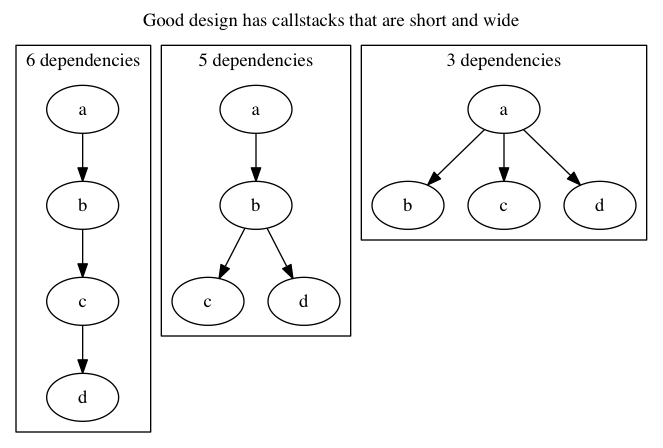 Good design has callstacks that are short and wide
6 dependencies
a
b
c
d
5 dependencies
a
b
c d
3 dependencies
a
b c d